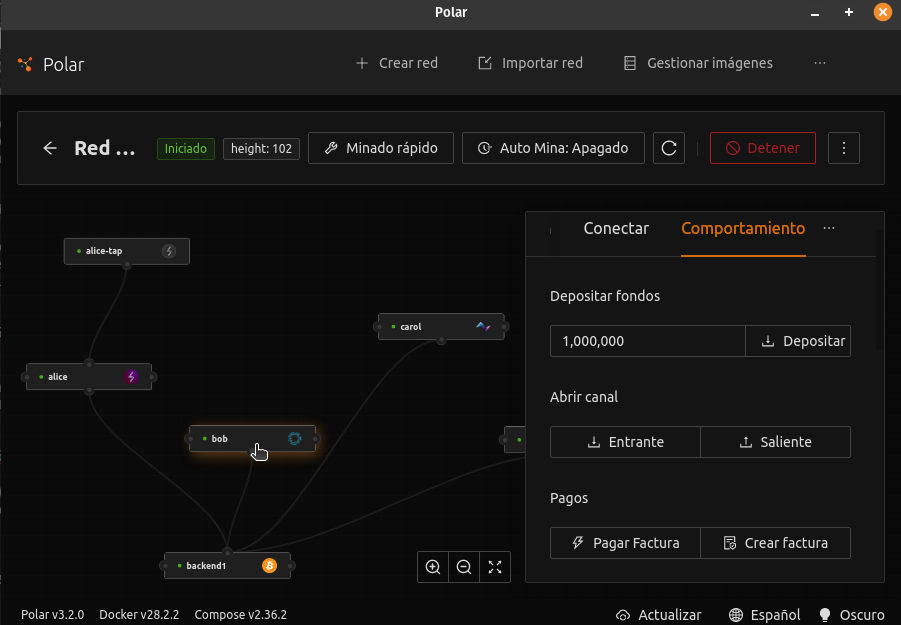 Polar
Polar
Crear red
Importar red
Gestionar imágenes
Red ...
Iniciado
height: 102
Minado rápido
Auto Mina: Apagado
Detener
alice-tap
carol
alice
bob
backend1
Conectar
Comportamiento
Depositar fondos
1,000,000
Depositar
Abrir canal
Entrante
Saliente
Pagos
Pagar Factura
Crear factura
Polar v3.2.0
Docker v28.2.2
Compose v2.36.2
Actualizar
Español
Oscuro